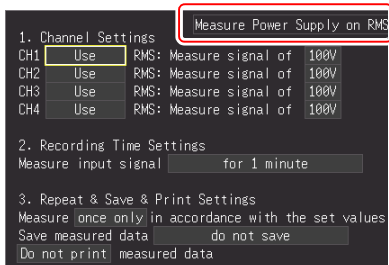 Measure Power Supply on RMS
1. Channel Settings
CH1 Use RMS: Measure signal of 100V
CH2 Use RMS: Measure signal of 100V
CH3 Use RMS: Measure signal of 100V
CH4 Use RMS: Measure signal of 100V
2. Recording Time Settings
Measure input signal for 1 minute
3. Repeat & Save & Print Settings
Measure once only in accordance with the set values
Save measured data do not save
Do not print measured data